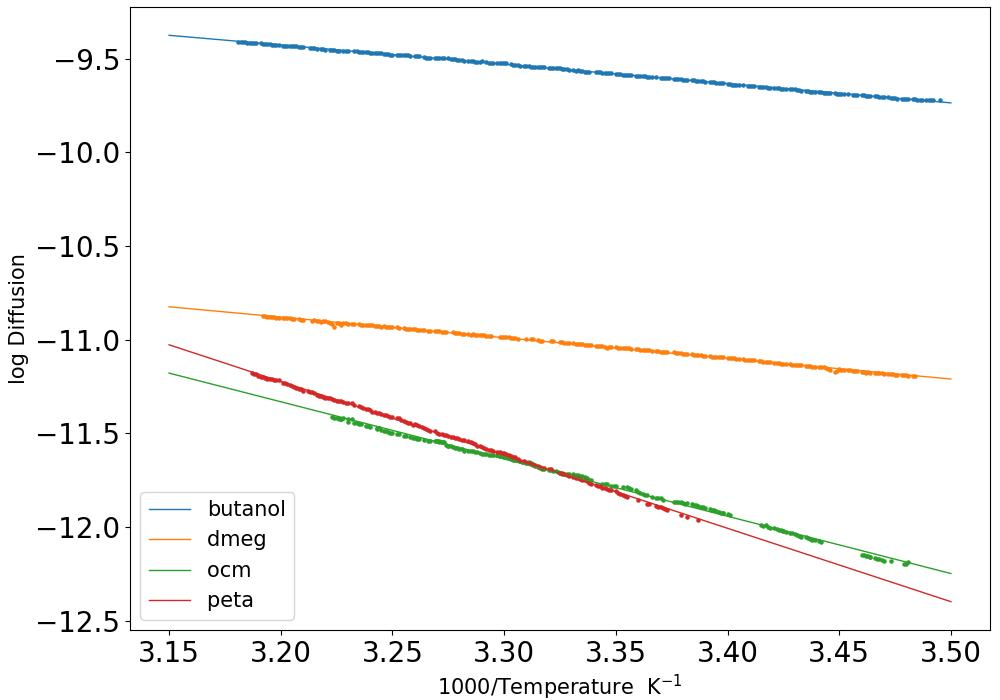 −9.5
−10.0
−10.5
−11.0
−11.5
−12.0
−12.5
log Diffusion
butanol
dmeg
ocm
peta
3.15 3.20 3.25 3.30 3.35 3.40 3.45 3.50
1000/Temperature K⁻¹